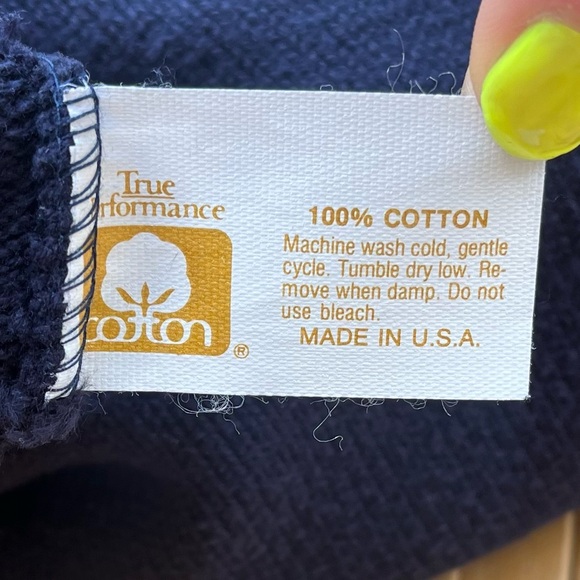 True
rformance
cotton
®
100% COTTON
Machine wash cold, gentle
cycle. Tumble dry low. Re-
move when damp. Do not
use bleach.
MADE IN U.S.A.